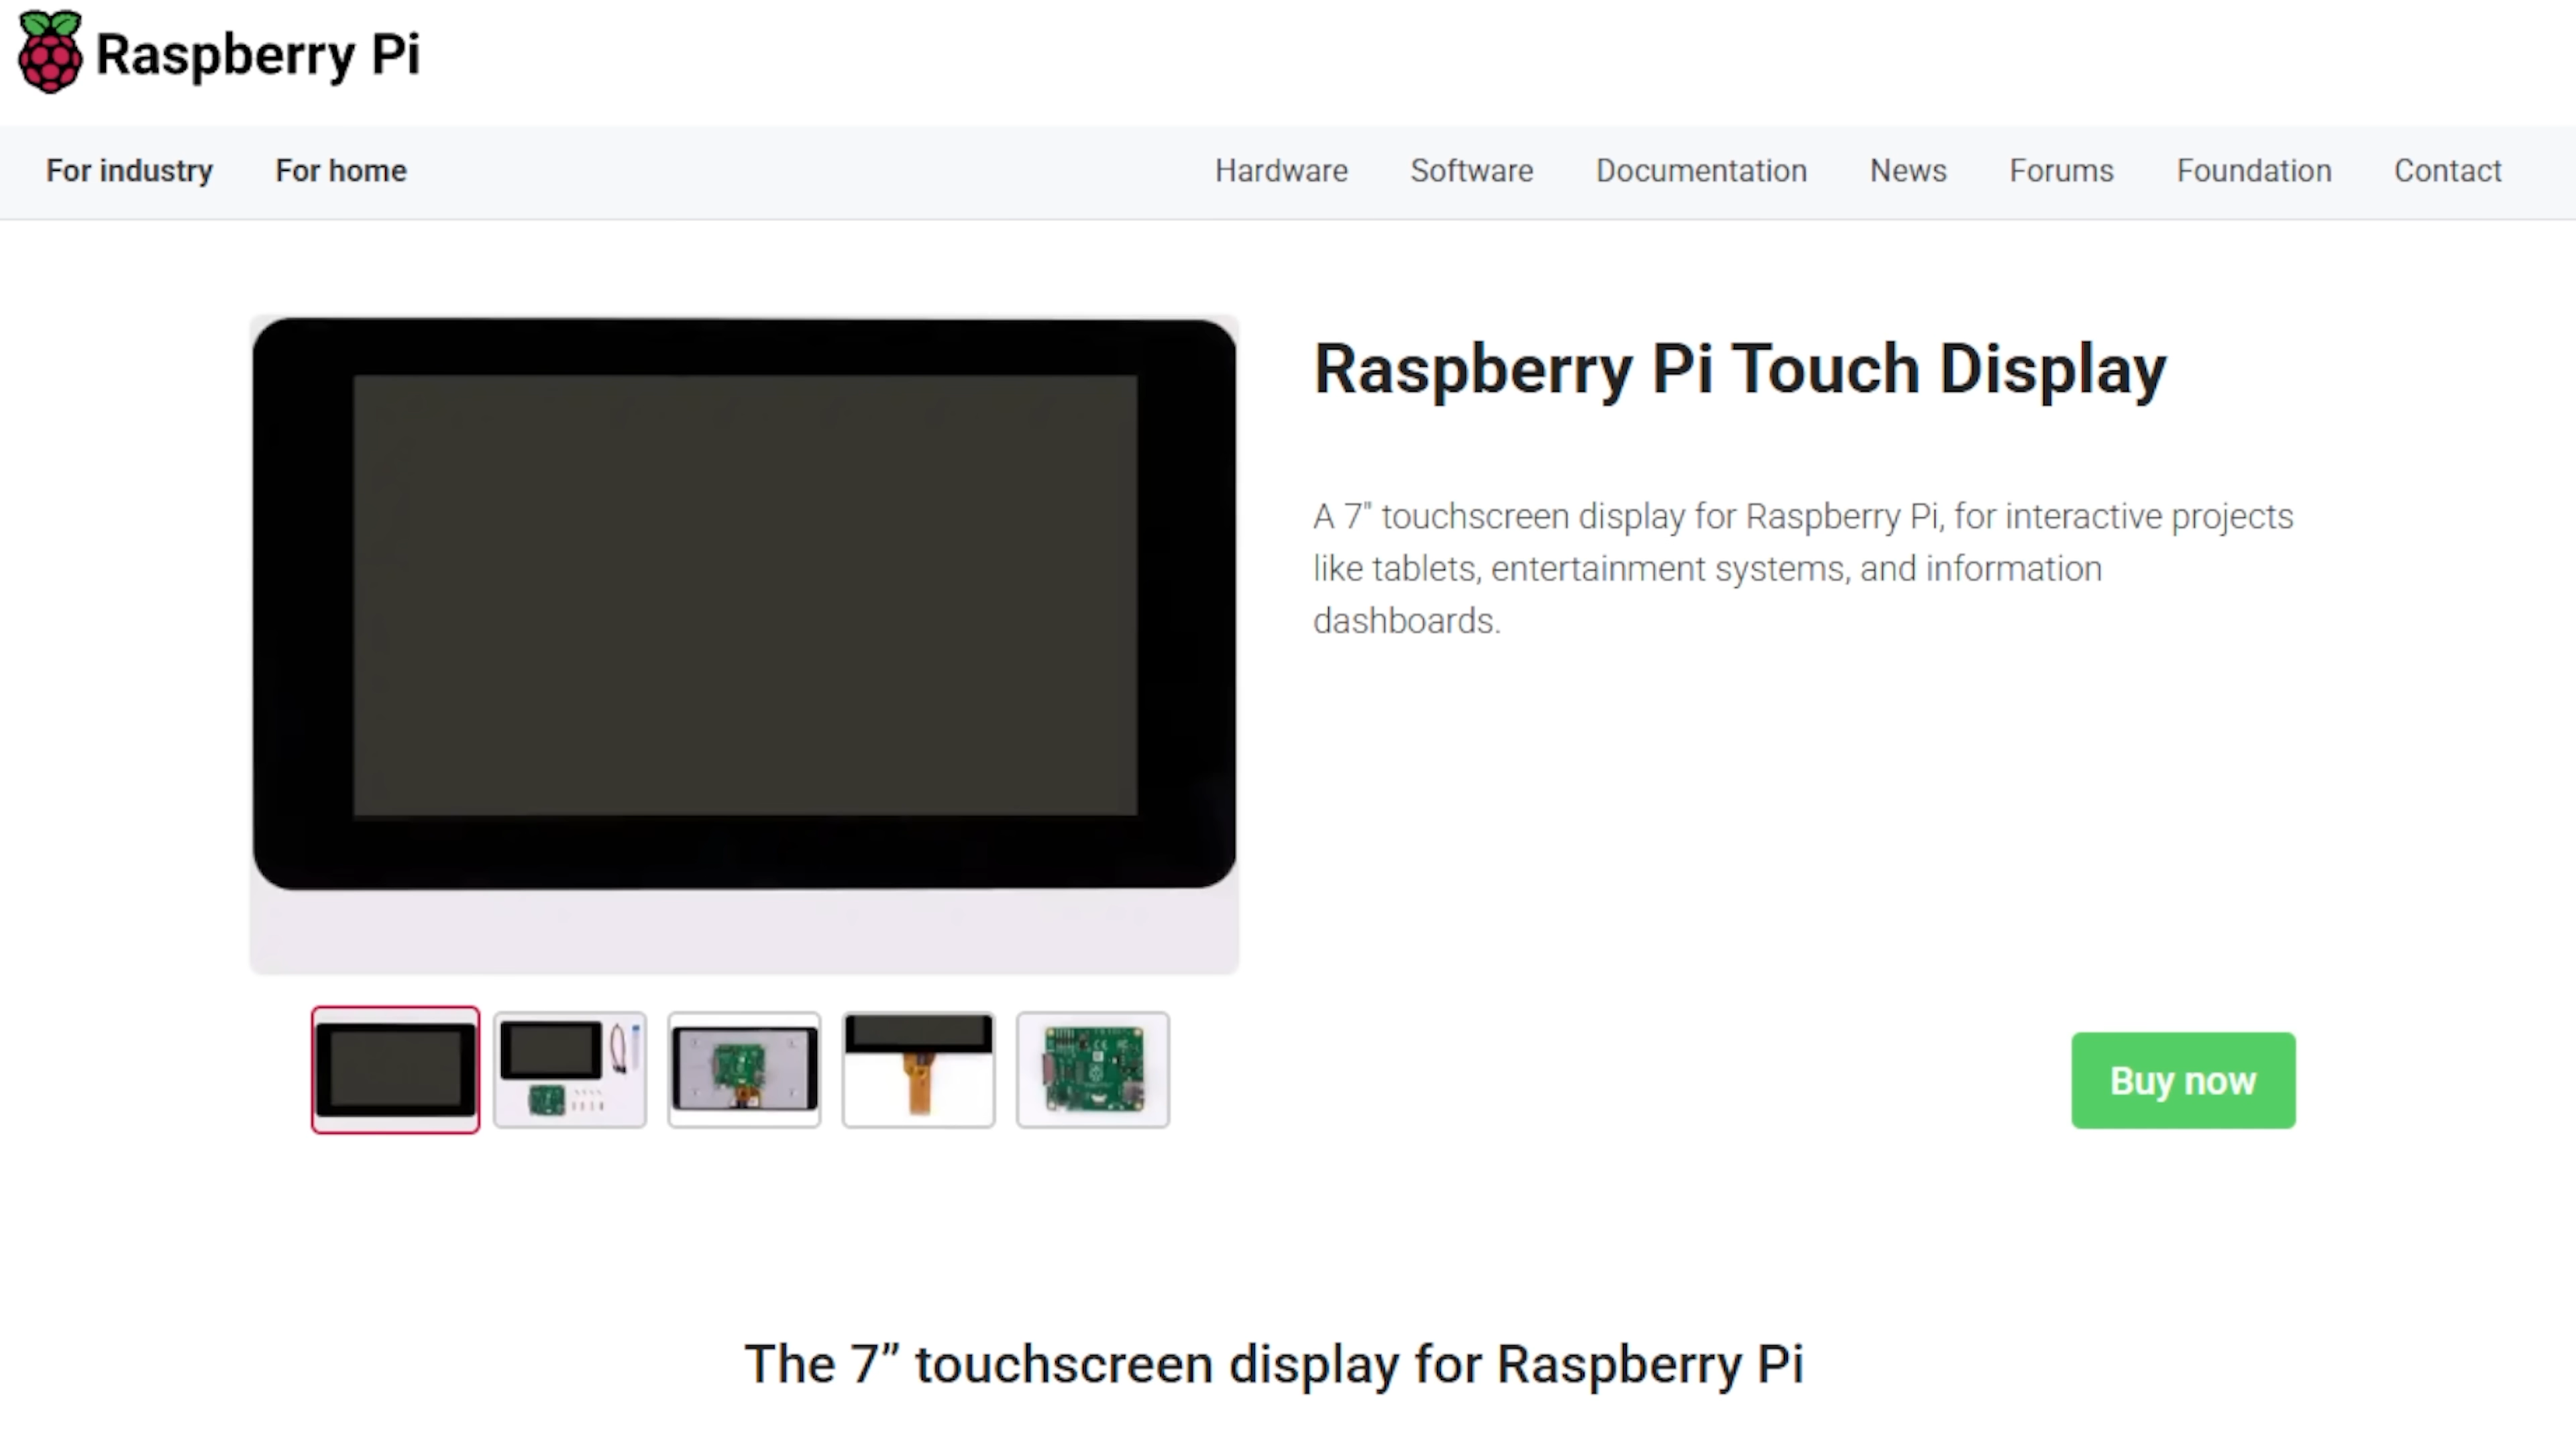 Raspberry Pi
For industry
For home
Hardware
Software
Documentation
News
Forums
Foundation
Contact
Raspberry Pi Touch Display
A 7" touchscreen display for Raspberry Pi, for interactive projects
like tablets, entertainment systems, and information
dashboards.
Buy now
The 7” touchscreen display for Raspberry Pi